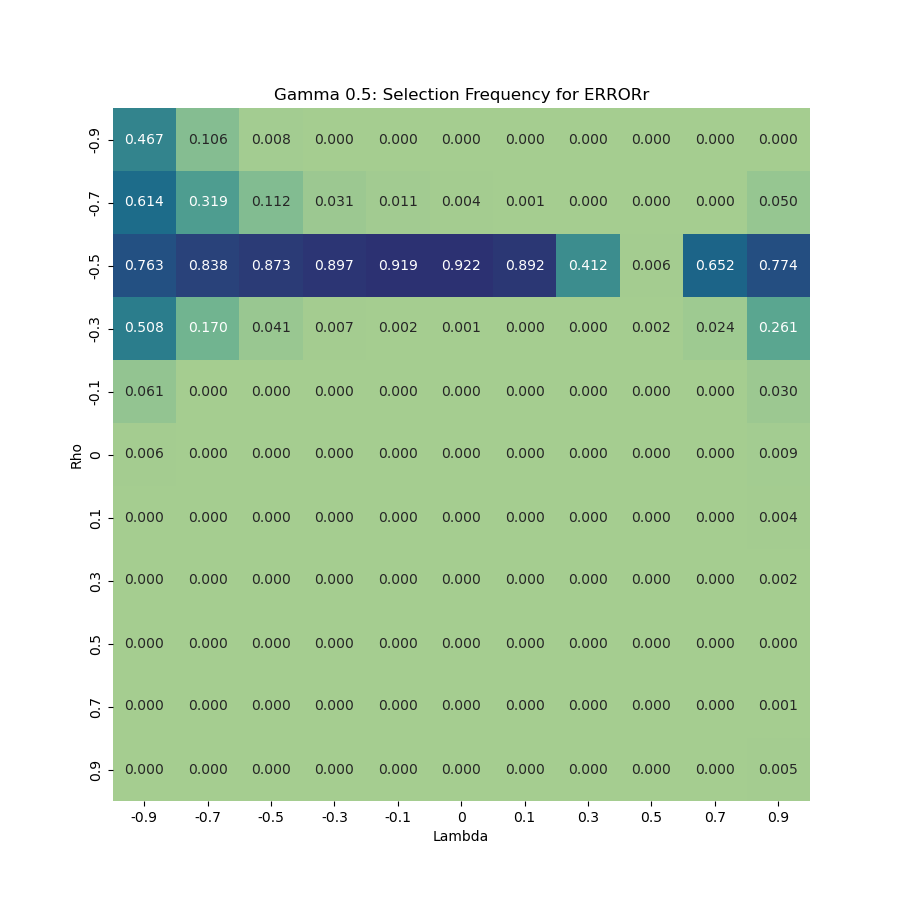 Gamma 0.5: Selection Frequency for ERRORr
-0.9 0.467 0.106 0.008 0.000 0.000 0.000 0.000 0.000 0.000 0.000 0.000
-0.7 0.614 0.319 0.112 0.031 0.011 0.004 0.001 0.000 0.000 0.000 0.050
-0.5 0.763 0.838 0.873 0.897 0.919 0.922 0.892 0.412 0.006 0.652 0.774
-0.3 0.508 0.170 0.041 0.007 0.002 0.001 0.000 0.000 0.002 0.024 0.261
-0.1 0.061 0.000 0.000 0.000 0.000 0.000 0.000 0.000 0.000 0.000 0.030
Rho
0 0.006 0.000 0.000 0.000 0.000 0.000 0.000 0.000 0.000 0.000 0.009
0.1 0.000 0.000 0.000 0.000 0.000 0.000 0.000 0.000 0.000 0.000 0.004
0.3 0.000 0.000 0.000 0.000 0.000 0.000 0.000 0.000 0.000 0.000 0.002
0.5 0.000 0.000 0.000 0.000 0.000 0.000 0.000 0.000 0.000 0.000 0.000
0.7 0.000 0.000 0.000 0.000 0.000 0.000 0.000 0.000 0.000 0.000 0.001
0.9 0.000 0.000 0.000 0.000 0.000 0.000 0.000 0.000 0.000 0.000 0.005
-0.9 -0.7 -0.5 -0.3 -0.1 0 0.1 0.3 0.5 0.7 0.9
Lambda